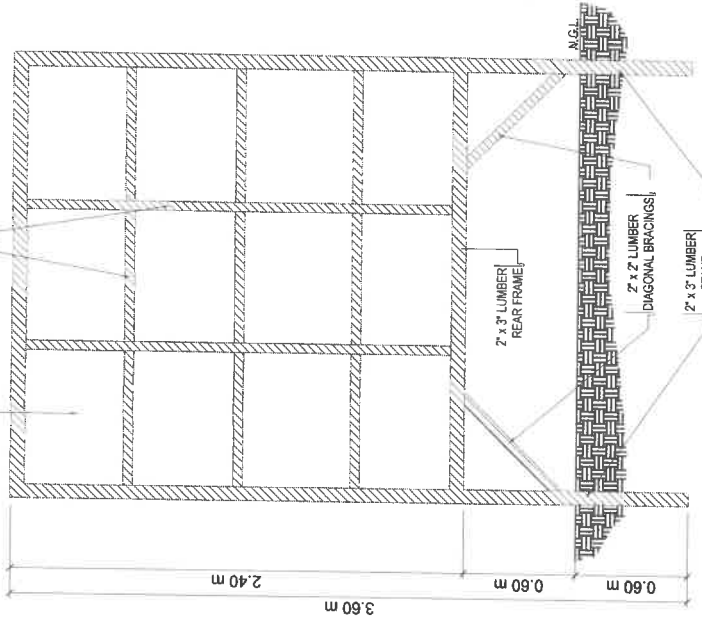 N.G.L.
2" x 3" LUMBER
REAR FRAME
2" x 2" LUMBER
DIAGONAL BRACINGS
2" x 3" LUMBER
2.40 m
3.60 m
0.60 m
0.60 m